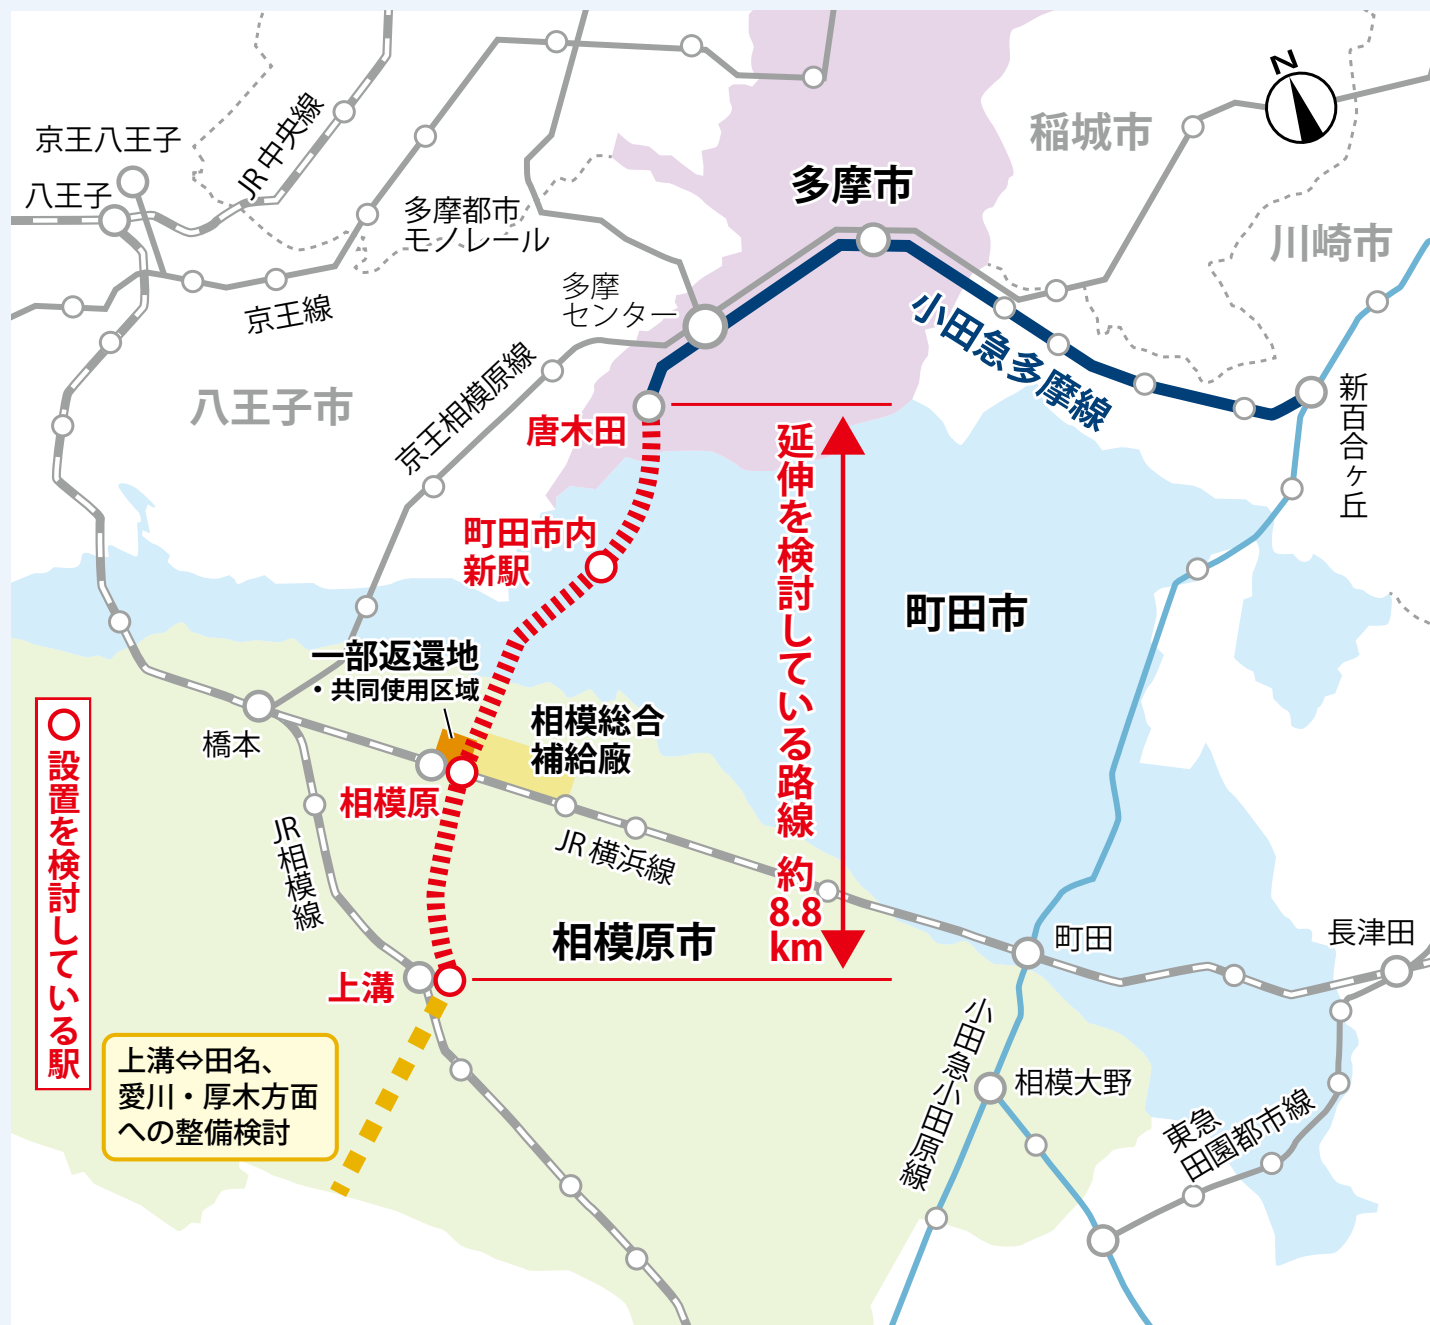 N
稲城市
京王八王子
JR中央線
八王子
多摩市
多摩都市
モノレール
川崎市
多摩
センター
京王線
小田急多摩線
八王子市
京王相模原線
新百合ヶ丘
唐木田
延伸を検討している路線 約
8.8
km
町田市内
新駅
町田市
一部返還地
・共同使用区域
相模総合
補給廠
橋本
〇設置を検討している駅
相模原
JR横浜線
JR相模線
相模原市
町田
長津田
上溝
小田急小田原線
上溝⇔田名、
愛川・厚木方面
への整備検討
相模大野
東急
田園都市線